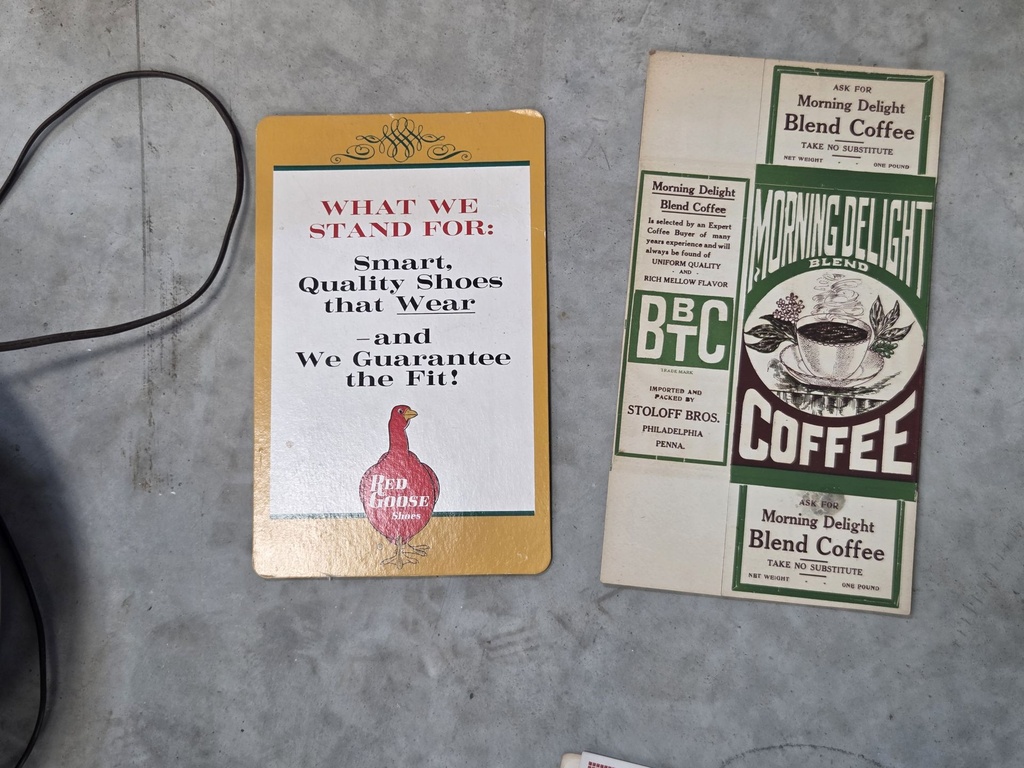 WHAT WE
STAND FOR:
Smart,
Quality Shoes
that Wear
–and
We Guarantee
the Fit!
RED
GOOSE
Shoes
ASK FOR
Morning Delight
Blend Coffee
TAKE NO SUBSTITUTE
NET WEIGHT - - ONE POUND
Morning Delight
Blend Coffee
Is selected by an Expert
Coffee Buyer of many
years experience and will
always be found of
UNIFORM QUALITY
- AND -
RICH MELLOW FLAVOR
BBTC
TRADE MARK
IMPORTED AND
PACKED BY
STOLOFF BROS.
PHILADELPHIA
PENNA.
MORNING DELIGHT
BLEND
COFFEE
ASK FOR
Morning Delight
Blend Coffee
TAKE NO SUBSTITUTE
NET WEIGHT - - ONE POUND